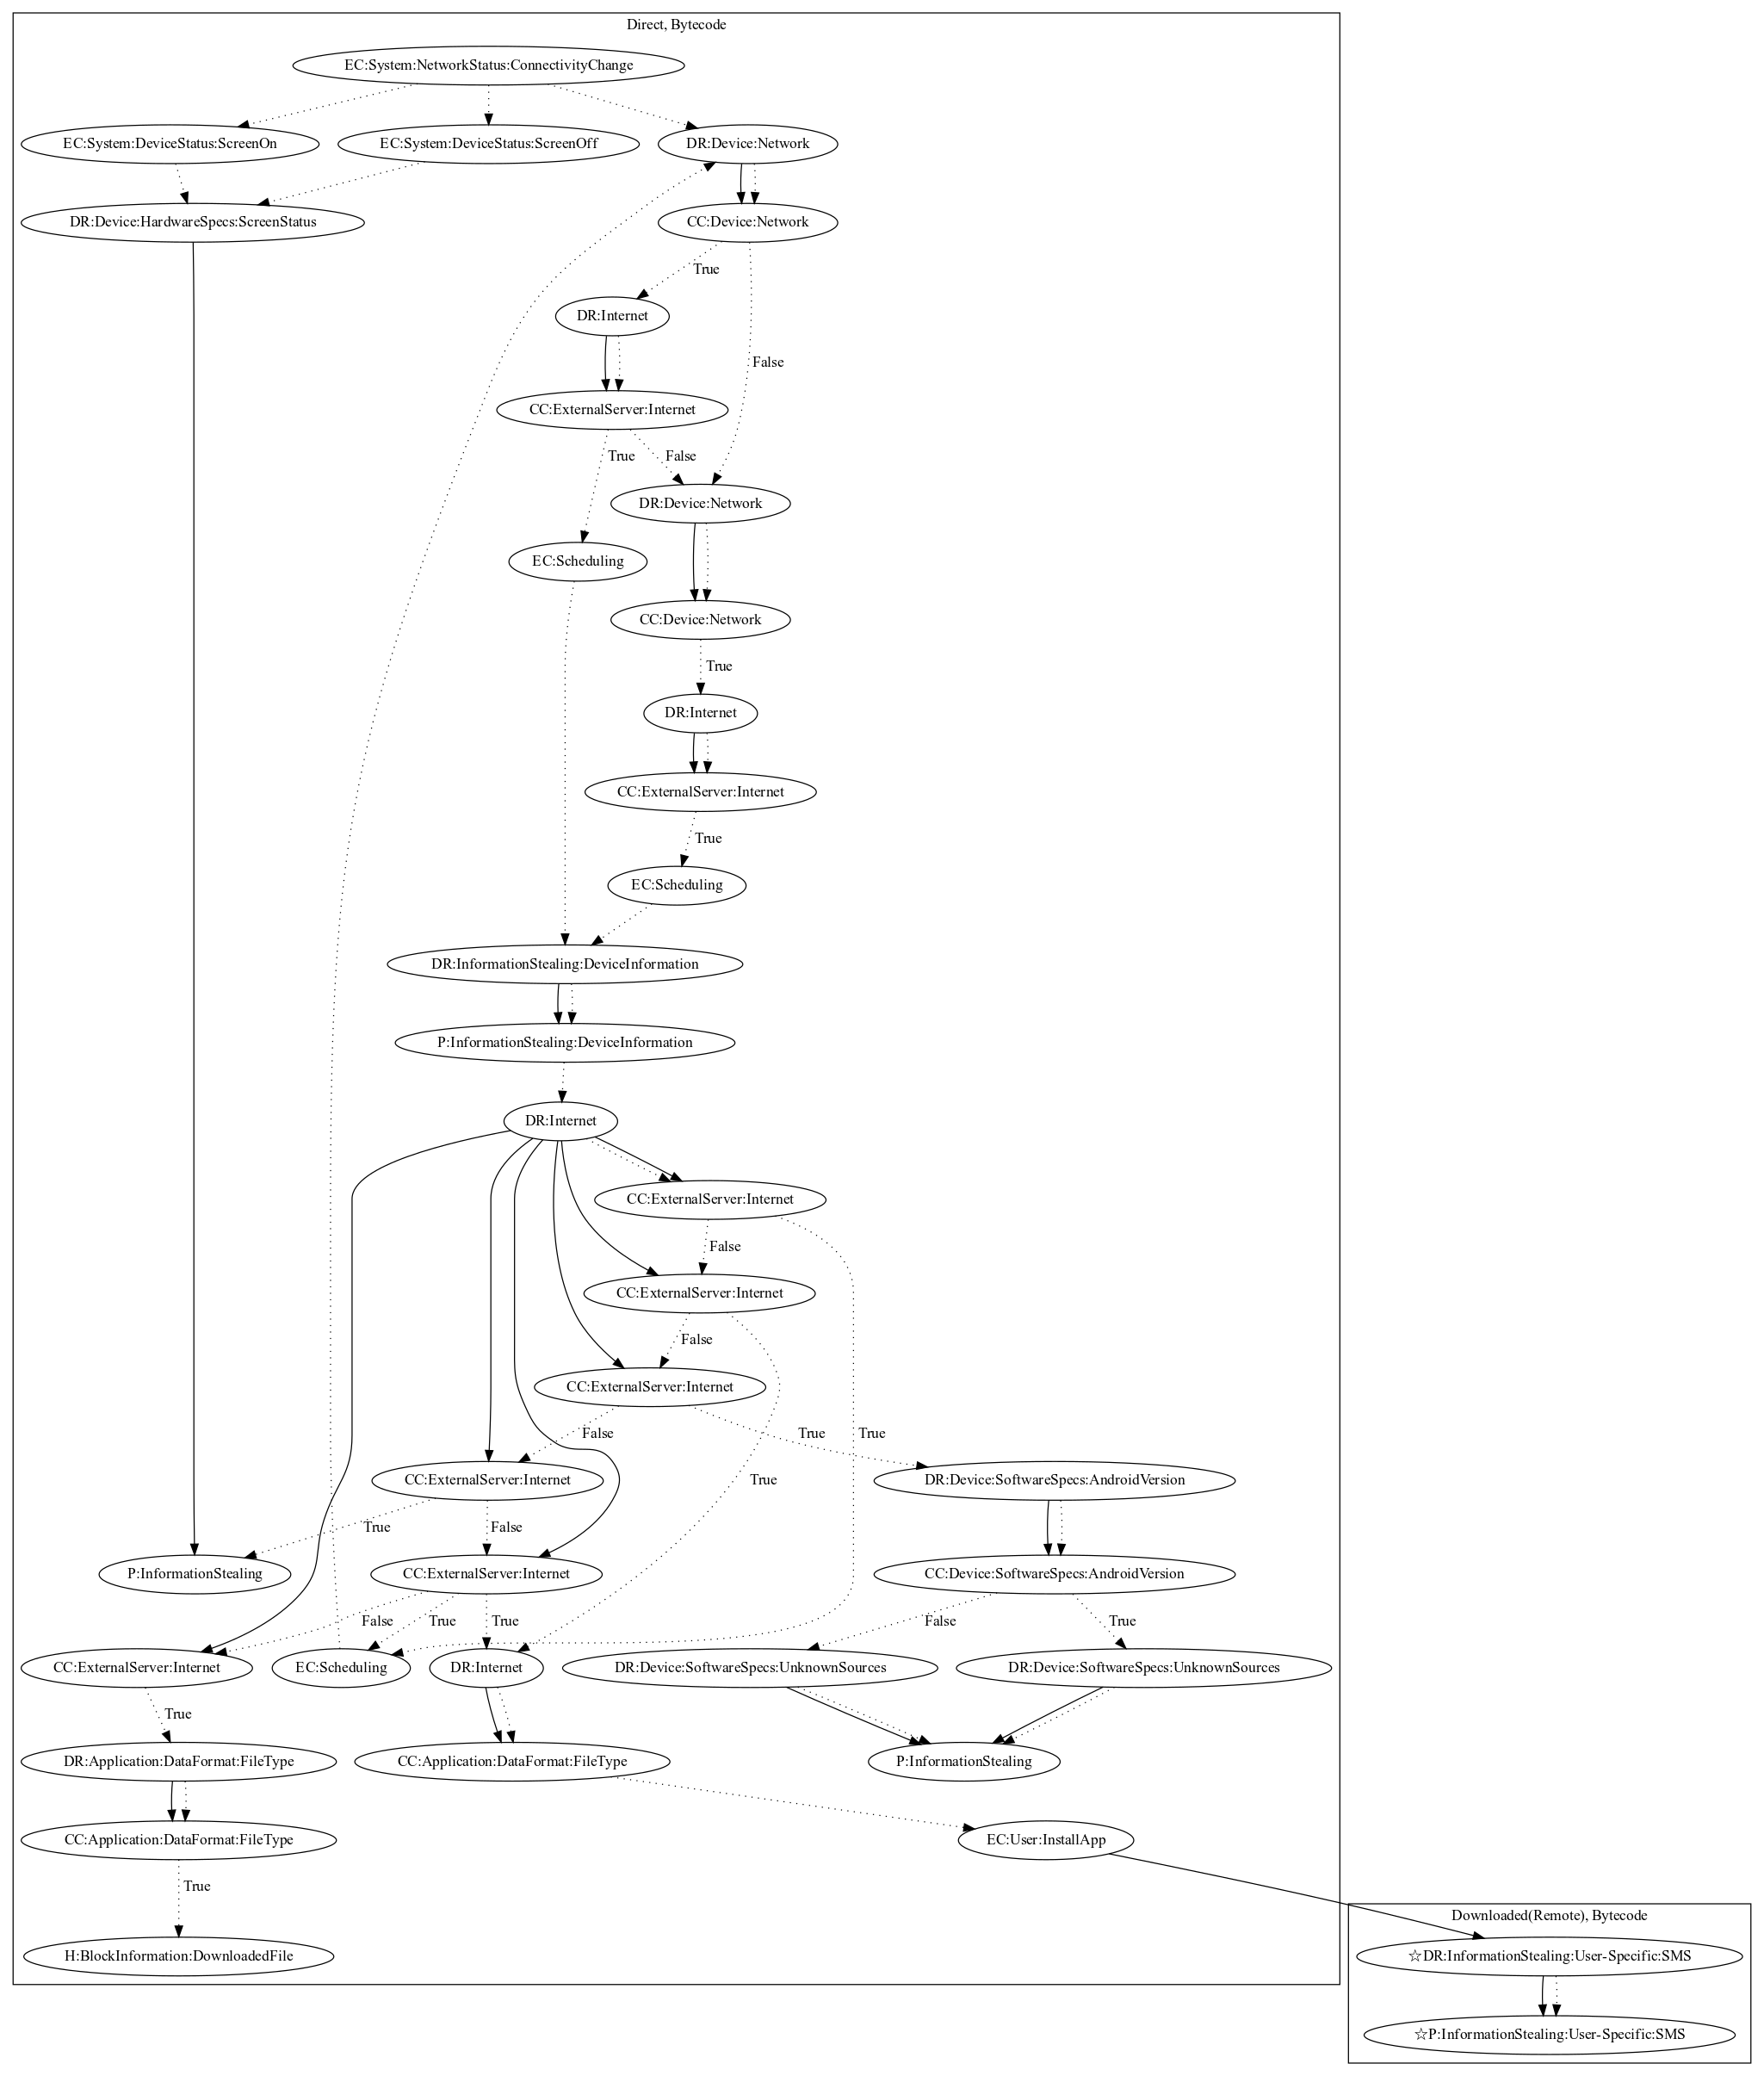 Direct, Bytecode
EC:System:NetworkStatus:ConnectivityChange
EC:System:DeviceStatus:ScreenOn
EC:System:DeviceStatus:ScreenOff
DR:Device:Network
DR:Device:HardwareSpecs:ScreenStatus
CC:Device:Network
True
DR:Internet
False
CC:ExternalServer:Internet
True
False
DR:Device:Network
EC:Scheduling
CC:Device:Network
True
DR:Internet
CC:ExternalServer:Internet
True
EC:Scheduling
DR:InformationStealing:DeviceInformation
P:InformationStealing:DeviceInformation
DR:Internet
CC:ExternalServer:Internet
False
CC:ExternalServer:Internet
False
CC:ExternalServer:Internet
False
True
True
CC:ExternalServer:Internet
True
DR:Device:SoftwareSpecs:AndroidVersion
True
False
P:InformationStealing
CC:ExternalServer:Internet
CC:Device:SoftwareSpecs:AndroidVersion
False
True
True
False
True
CC:ExternalServer:Internet
EC:Scheduling
DR:Internet
DR:Device:SoftwareSpecs:UnknownSources
DR:Device:SoftwareSpecs:UnknownSources
True
DR:Application:DataFormat:FileType
CC:Application:DataFormat:FileType
P:InformationStealing
CC:Application:DataFormat:FileType
EC:User:InstallApp
True
H:BlockInformation:DownloadedFile
Downloaded(Remote), Bytecode
☆DR:InformationStealing:User-Specific:SMS
☆P:InformationStealing:User-Specific:SMS